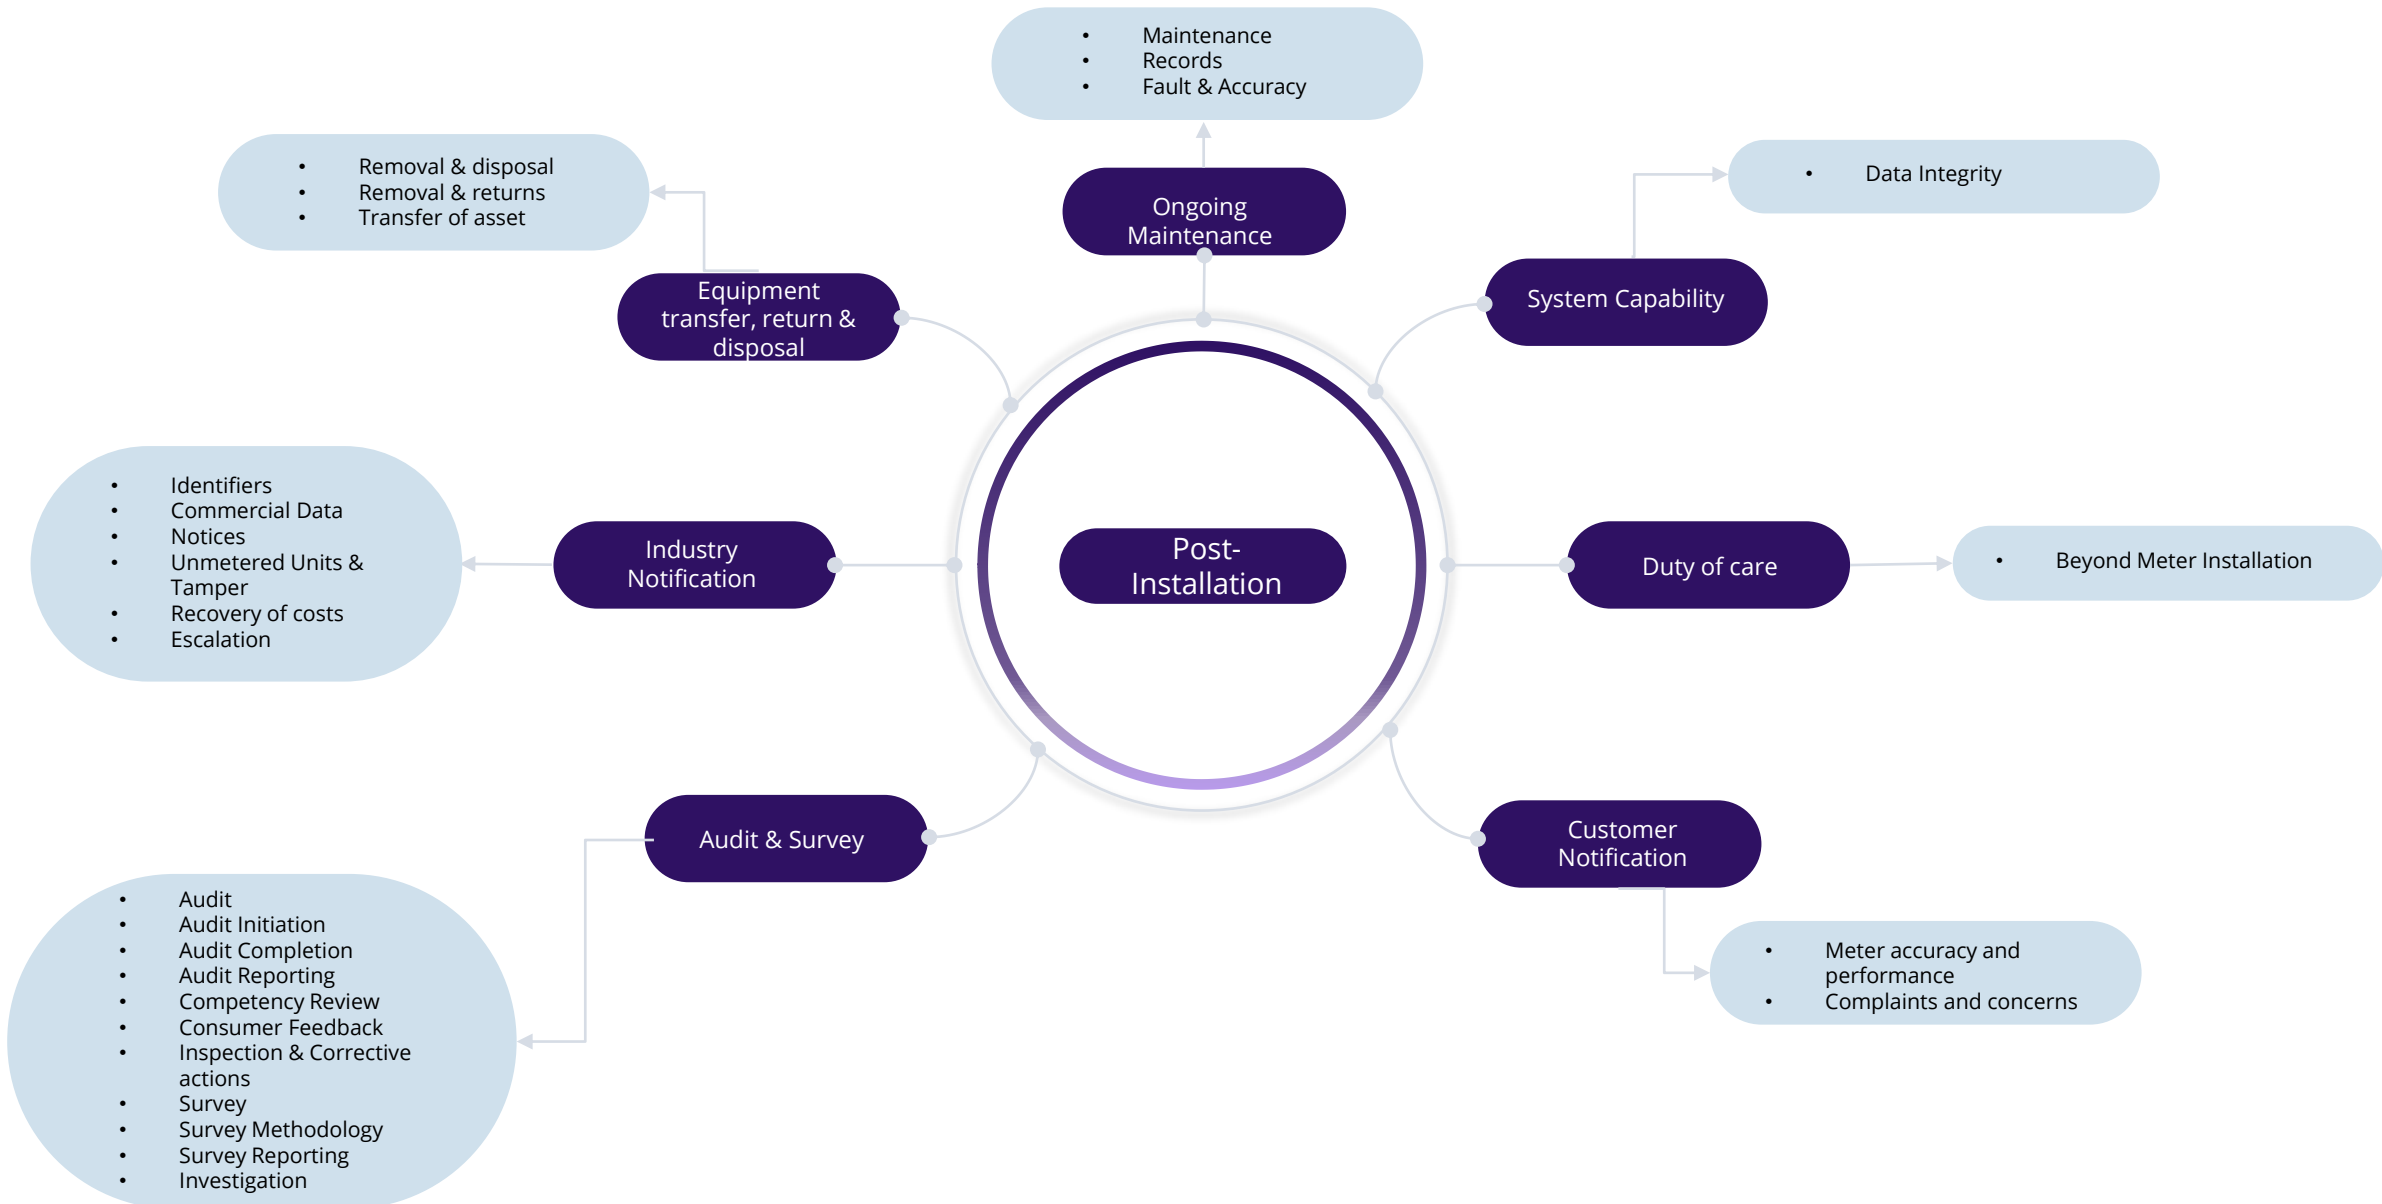 • Maintenance
• Records
• Fault & Accuracy
Ongoing
Maintenance
• Removal & disposal
• Removal & returns
• Transfer of asset
Equipment
transfer, return &
disposal
• Data Integrity
System Capability
• Identifiers
• Commercial Data
• Notices
• Unmetered Units &
Tamper
• Recovery of costs
• Escalation
Industry
Notification
Post-
Installation
Duty of care
• Beyond Meter Installation
Audit & Survey
• Audit
• Audit Initiation
• Audit Completion
• Audit Reporting
• Competency Review
• Consumer Feedback
• Inspection & Corrective
actions
• Survey
• Survey Methodology
• Survey Reporting
• Investigation
Customer
Notification
• Meter accuracy and
performance
• Complaints and concerns